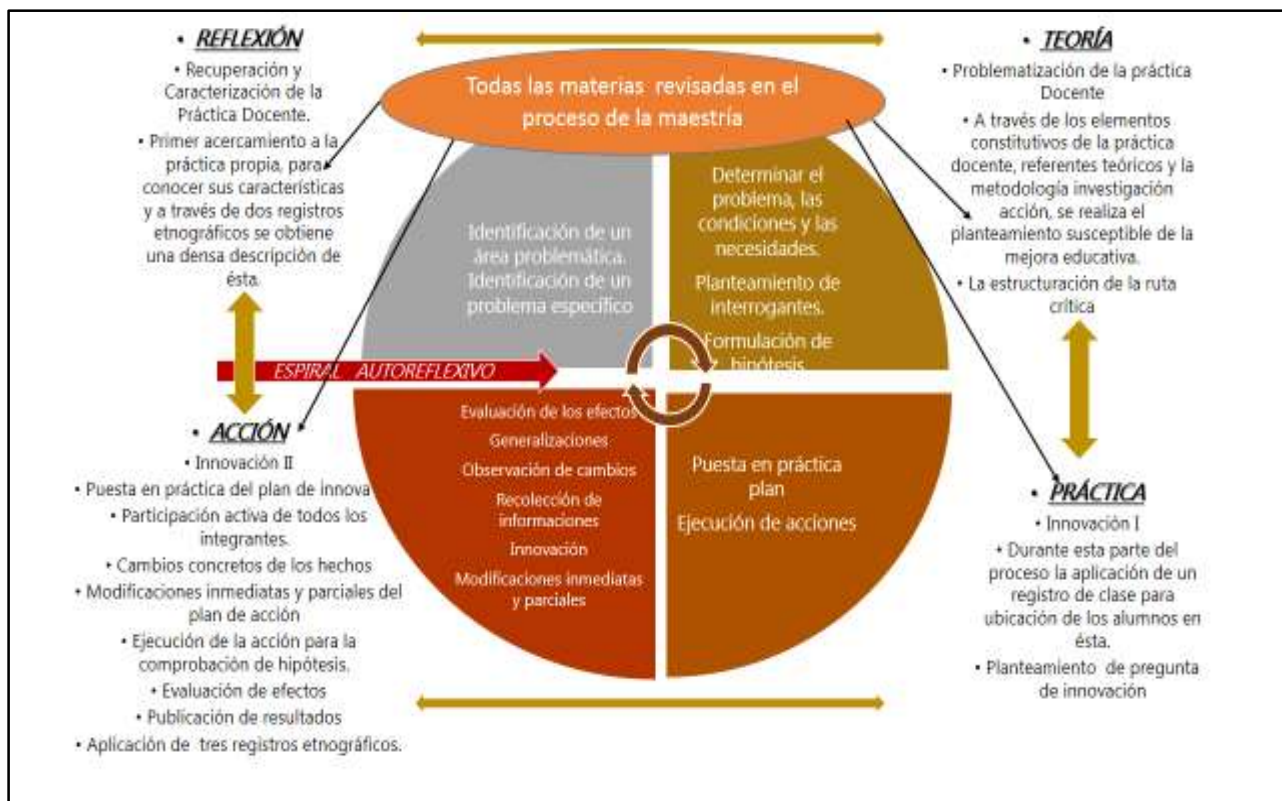 • REFLEXIÓN
• Recuperación y
Caracterización de la
Práctica Docente.
• Primer acercamiento a la
práctica propia, para
conocer sus características
y a través de dos registros
etnográficos se obtiene
una densa descripción de
ésta.
Todas las materias revisadas en el
proceso de la maestría
• TEORÍA
• Problematización de la práctica
Docente
• A través de los elementos
constitutivos de la práctica
docente, referentes teóricos y la
metodología investigación
acción, se realiza el
planteamiento susceptible de la
mejora educativa.
• La estructuración de la ruta
crítica
Identificación de un
área problemática.
Identificación de un
problema específico
Determinar el
problema, las
condiciones y las
necesidades.
Planteamiento de
interrogantes.
Formulación de
hipótesis.
ESPIRAL AUTOREFLEXIVO
• ACCIÓN
• Innovación II
• Puesta en práctica del plan de innova
• Participación activa de todos los
integrantes.
• Cambios concretos de los hechos
• Modificaciones inmediatas y parciales del
plan de acción
• Ejecución de la acción para la
comprobación de hipótesis.
• Evaluación de efectos
• Publicación de resultados
• Aplicación de tres registros etnográficos.
Evaluación de los efectos
Generalizaciones
Observación de cambios
Recolección de
informaciones
Innovación
Modificaciones inmediatas
y parciales
Puesta en práctica
plan
Ejecución de acciones
• PRÁCTICA
• Innovación I
• Durante esta parte del
proceso la aplicación de un
registro de clase para
ubicación de los alumnos en
ésta.
• Planteamiento de pregunta
de innovación